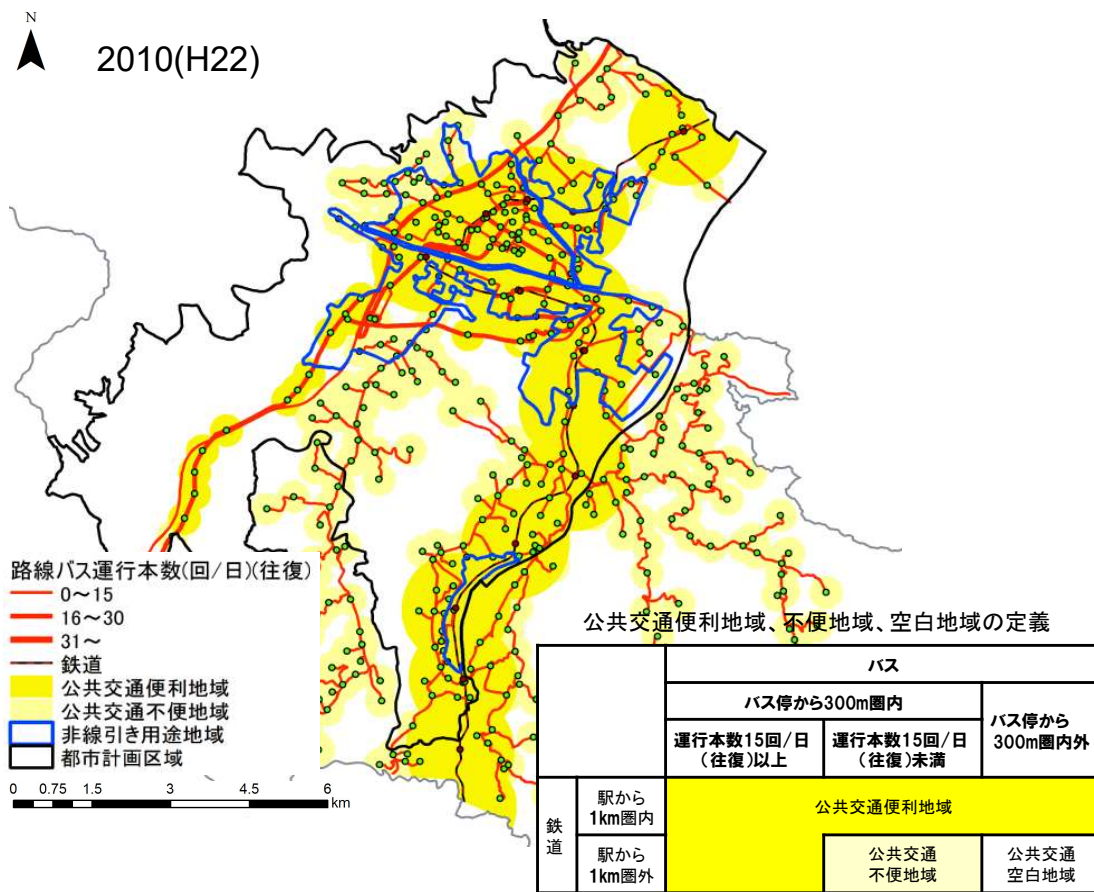 N
2010(H22)
路線バス運行本数(回/日)(往復)
0～15
16～30
31～
鉄道
公共交通便利地域
公共交通不便地域
非線引き用途地域
都市計画区域
0 0.75 1.5 3 4.5 6
km
公共交通便利地域、不便地域、空白地域の定義
バス
バス停から300m圏内
バス停から
300m圏内外
運行本数15回/日
(往復)以上
運行本数15回/日
(往復)未満
鉄道
駅から
1km圏内
公共交通便利地域
駅から
1km圏外
公共交通
不便地域
公共交通
空白地域